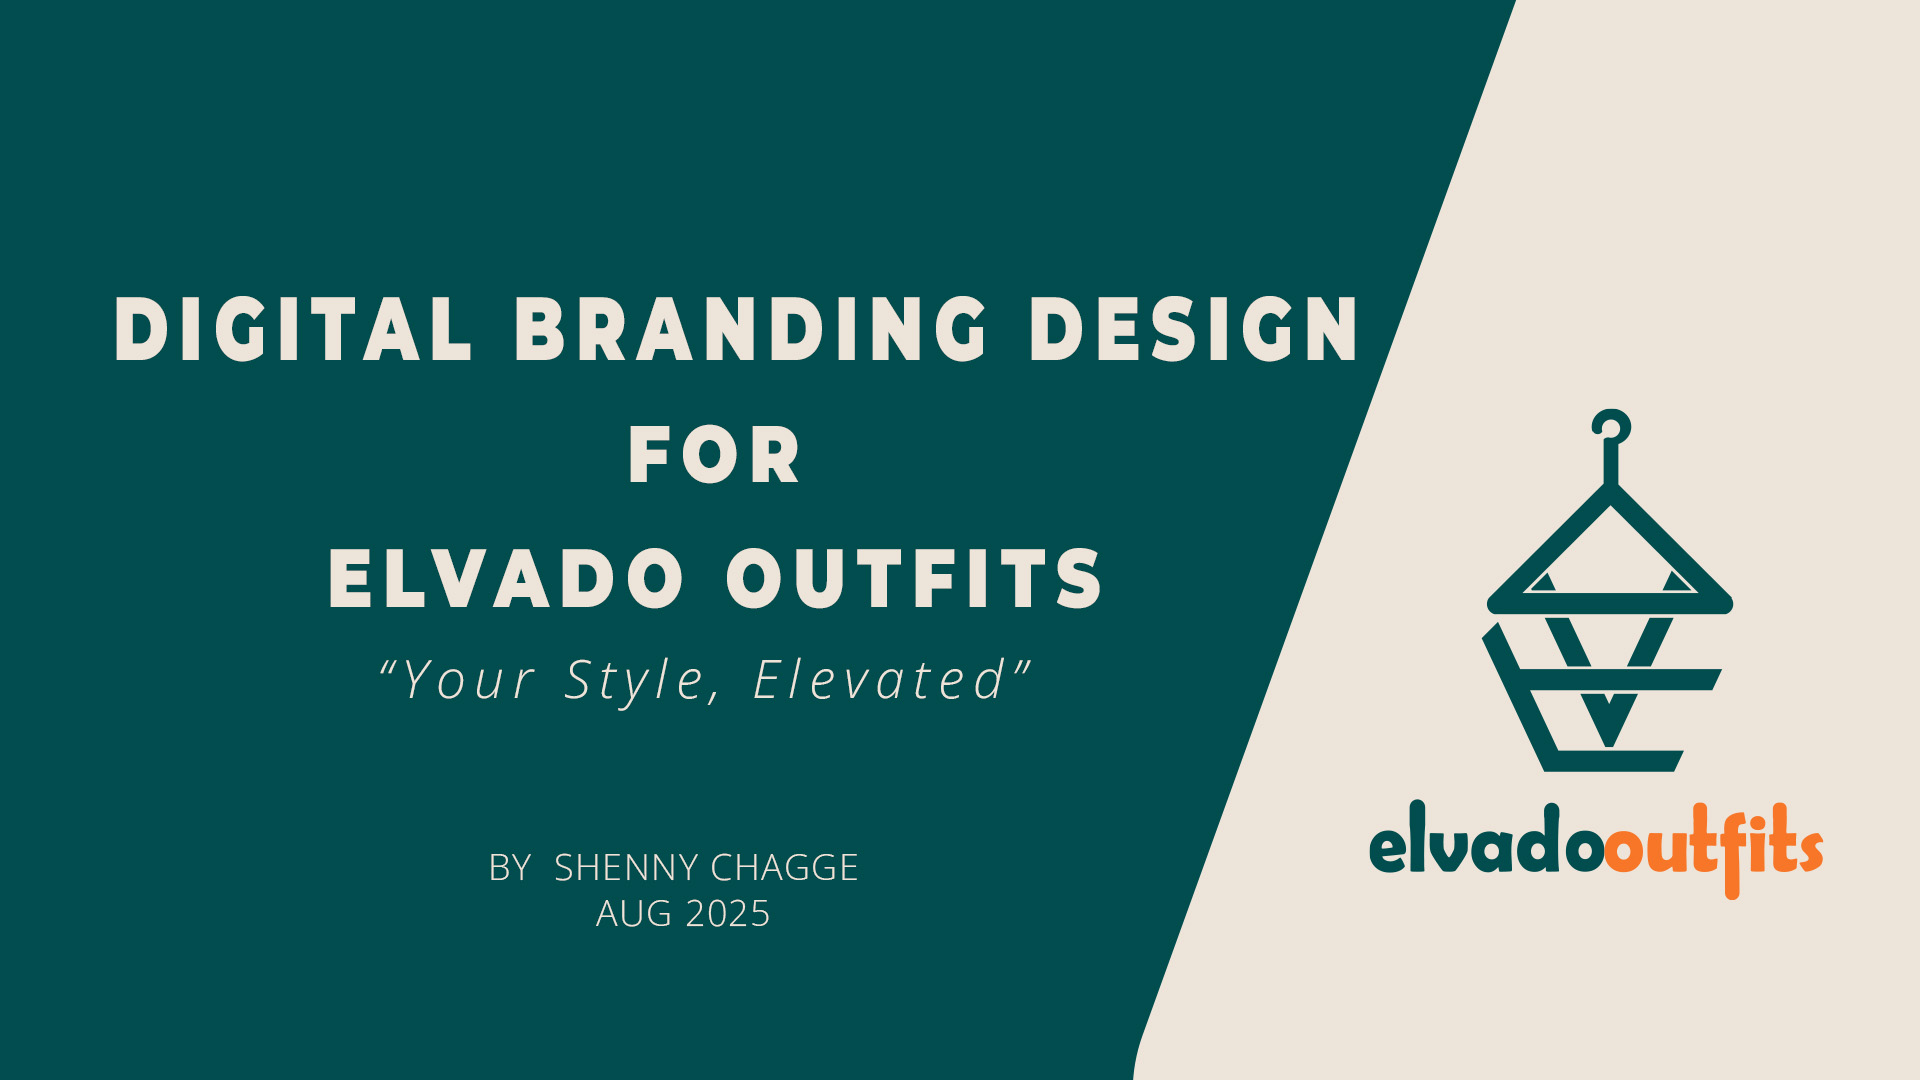 DIGITAL BRANDING DESIGN
FOR
ELVADO OUTFITS
“Your Style, Elevated”
BY SHENNY CHAGGE
AUG 2025
elvadooutfits